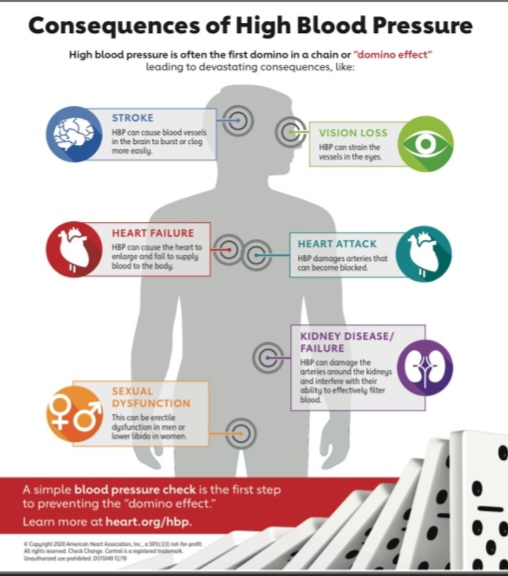 Consequences of High Blood Pressure
High blood pressure is often the first domino in a chain or "domino effect"
leading to devastating consequences, like:
STROKE
HBP can cause blood vessels
in the brain to burst or clog
more easily.
VISION LOSS
HBP can strain the
vessels in the eyes.
HEART FAILURE
HBP can cause the heart to
enlarge and fail to supply
blood to the body.
HEART ATTACK
HBP damages arteries that
can become blocked.
KIDNEY DISEASE/
FAILURE
HBP can damage the
arteries around the kidneys
and interfere with their
ability to effectively filter
blood.
SEXUAL
DYSFUNCTION
This can be erectile
dysfunction in men or
lower libido in women.
A simple blood pressure check is the first step
to preventing the "domino effect."
Learn more at heart.org/hbp.
© Copyright 2020 American Heart Association, Inc., a 501(c)(3) not-for-profit.
All rights reserved. Check Change. Control is a registered trademark.
Unauthorized use prohibited. 12/19